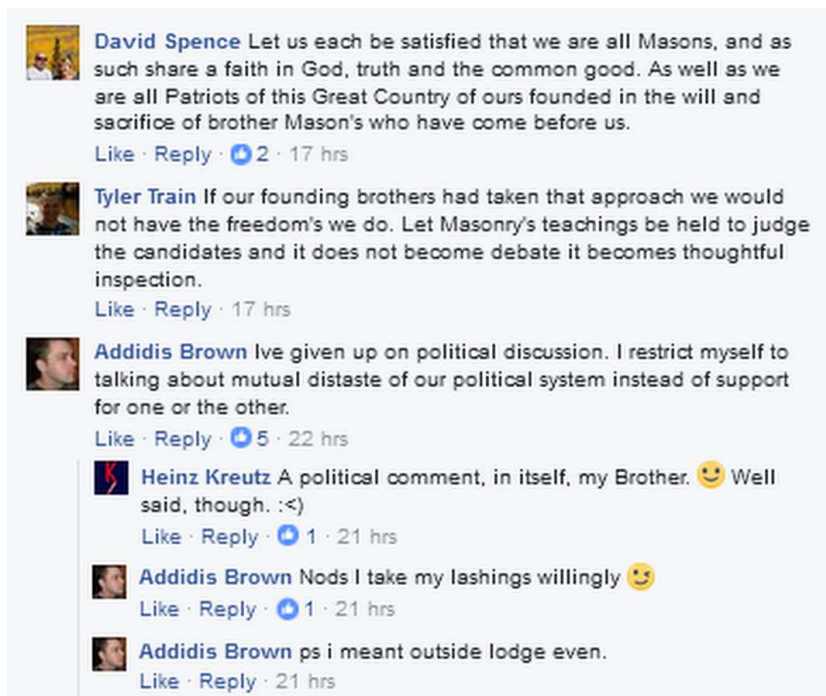 David Spence Let us each be satisfied that we are all Masons, and as
such share a faith in God, truth and the common good. As well as we
are all Patriots of this Great Country of ours founded in the will and
sacrifice of brother Mason's who have come before us.
Like · Reply · 2 · 17 hrs
Tyler Train If our founding brothers had taken that approach we would
not have the freedom's we do. Let Masonry's teachings be held to judge
the candidates and it does not become debate it becomes thoughtful
inspection.
Like · Reply · 17 hrs
Addidis Brown Ive given up on political discussion. I restrict myself to
talking about mutual distaste of our political system instead of support
for one or the other.
Like · Reply · 5 · 22 hrs
Heinz Kreutz A political comment, in itself, my Brother. 🙂 Well
said, though. :<)
Like · Reply · 1 · 21 hrs
Addidis Brown Nods I take my lashings willingly 😉
Like · Reply · 1 · 21 hrs
Addidis Brown ps i meant outside lodge even.
Like · Reply · 21 hrs